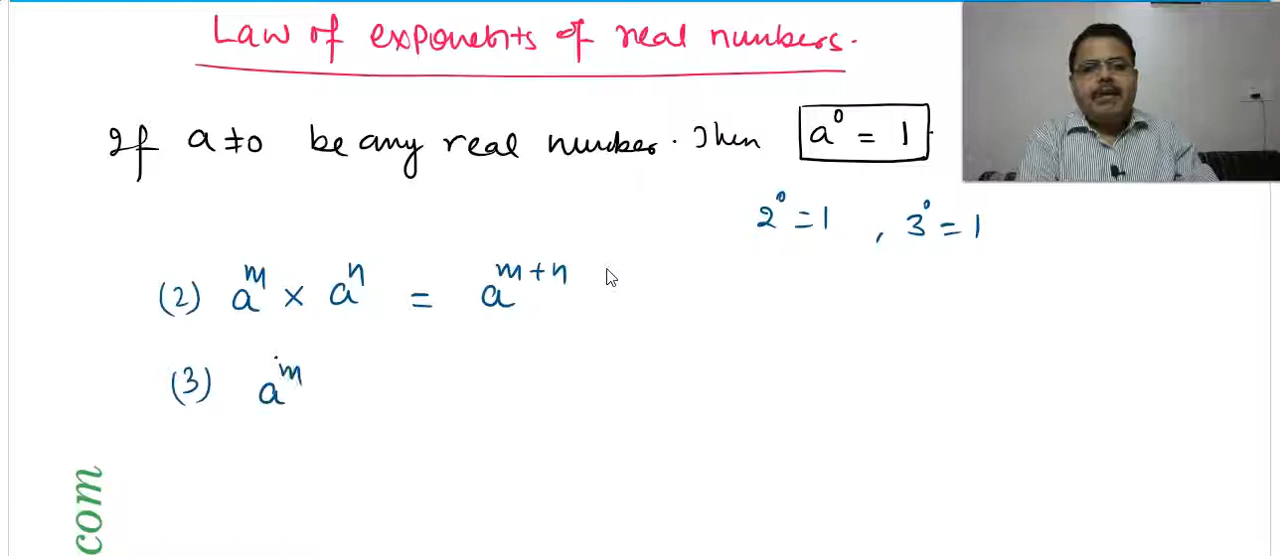 Law of exponents of real numbers.
If a ≠ 0 be any real number. Then a⁰ = 1
2⁰ = 1 , 3⁰ = 1
(2) aᵐ × aⁿ = aᵐ⁺ⁿ
(3) aᵐ
com